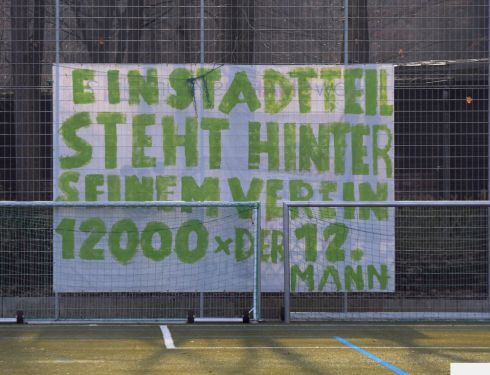 EIN STADTTEIL
STEHT HINTER
SEINEM VEREIN
12000 x DER 12.
MANN